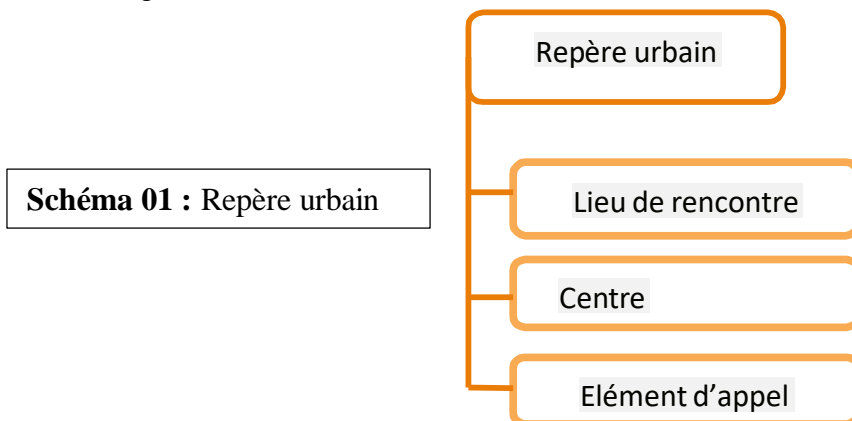 Repère urbain
Schéma 01 : Repère urbain
Lieu de rencontre
Centre
Elément d’appel